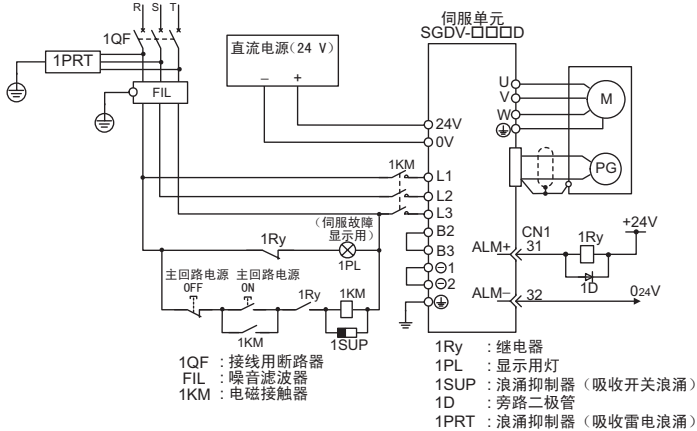 R S T
伺服单元
SGDV-□□□D
1QF
直流电源(24 V)
− +
1PRT
FIL
U
V
W
M
24V
0V
PG
1KM
L1
L2
L3
(伺服故障
显示用)
B2
B3
CN1
+24V
1Ry
1PL
ALM+ 31
1Ry
⊖1
⊖2
1D
主回路电源
OFF
主回路电源
ON
1Ry
1KM
ALM− 32
024V
1KM
1SUP
1QF : 接线用断路器
FIL : 噪音滤波器
1KM : 电磁接触器
1Ry : 继电器
1PL : 显示用灯
1SUP : 浪涌抑制器（吸收开关浪涌）
1D : 旁路二极管
1PRT : 浪涌抑制器（吸收雷电浪涌）